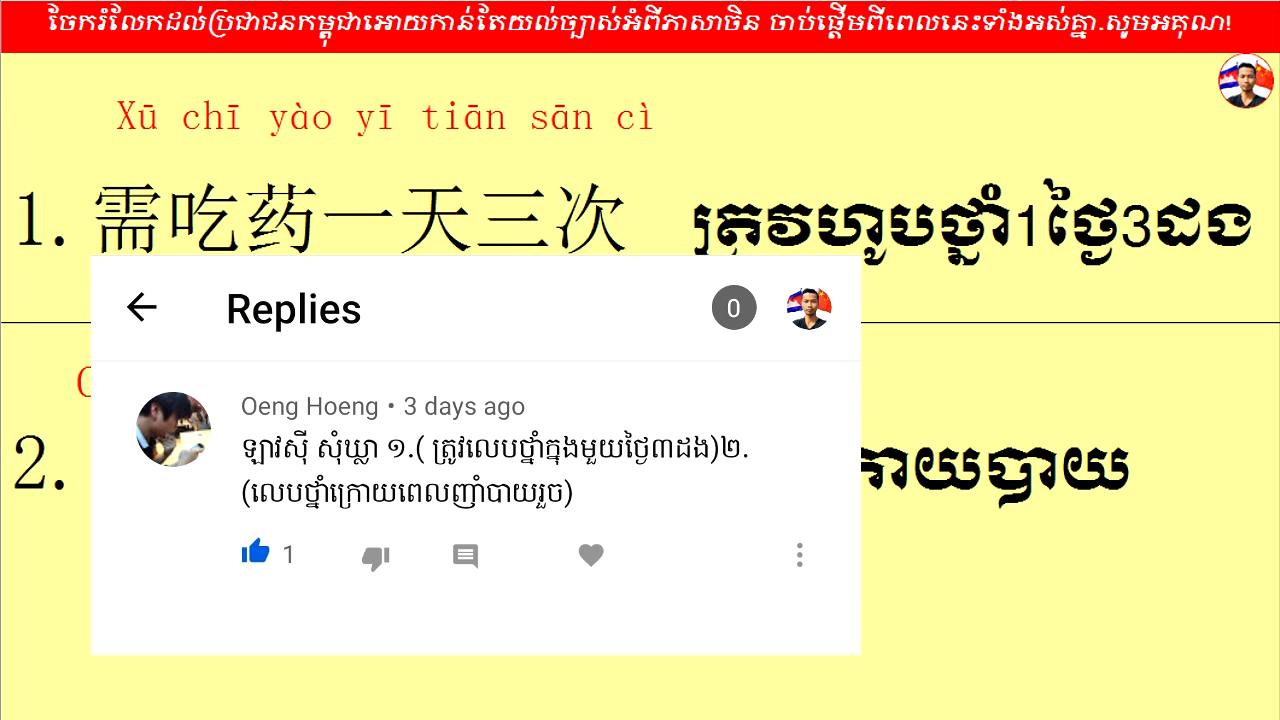 ចែករំលែកដល់ប្រជាជនកម្ពុជាអោយកាន់តែយល់ច្បាស់អំពីភាសាចិន ចាប់ផ្ដើមពីពេលនេះទាំងអស់គ្នា.សូមអគុណ!
Xū chī yào yī tiān sān cì
1. 需吃药一天三次 ត្រូវហូបថ្នាំ1ថ្ងៃ3ដង
Replies 0
Oeng Hoeng • 3 days ago
ឡាវស៊ី សុំឃ្លា ១.( ត្រូវលេបថ្នាំក្នុងមួយថ្ងៃ៣ដង)២.
2. បាយ
(លេបថ្នាំក្រោយពេលញាំបាយរួច)
1